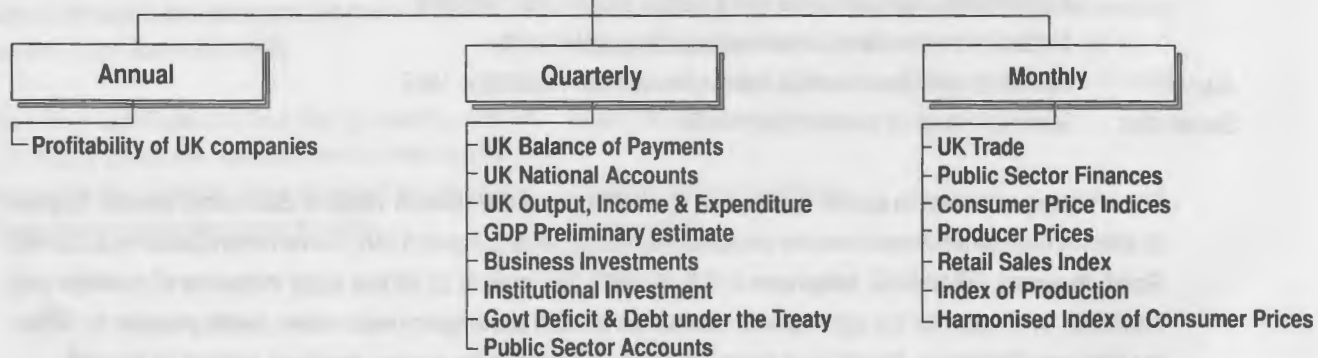 Annual
Profitability of UK companies
Quarterly
UK Balance of Payments
UK National Accounts
UK Output, Income & Expenditure
GDP Preliminary estimate
Business Investments
Institutional Investment
Govt Deficit & Debt under the Treaty
Public Sector Accounts
Monthly
UK Trade
Public Sector Finances
Consumer Price Indices
Producer Prices
Retail Sales Index
Index of Production
Harmonised Index of Consumer Prices